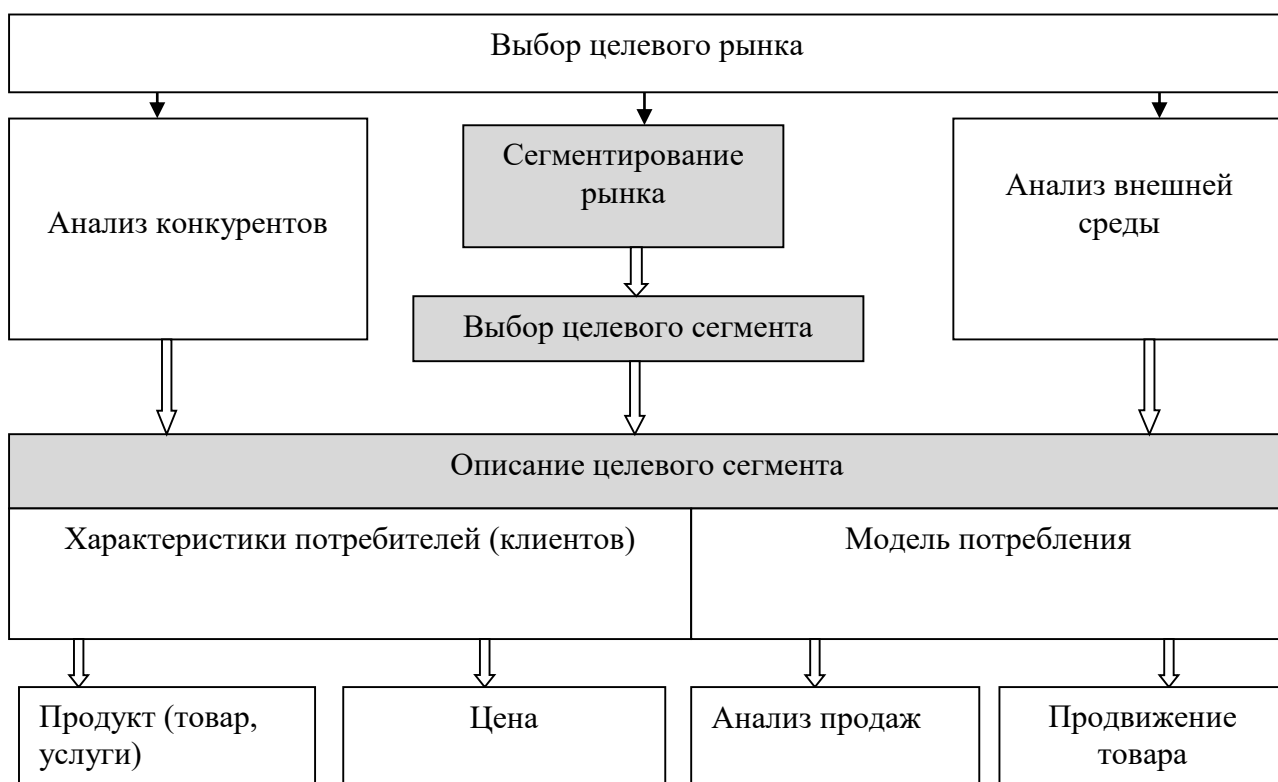 Выбор целевого рынка
Анализ конкурентов
Сегментирование
рынка
Анализ внешней
среды
Выбор целевого сегмента
Описание целевого сегмента
Характеристики потребителей (клиентов)
Модель потребления
Продукт (товар,
услуги)
Цена
Анализ продаж
Продвижение
товара